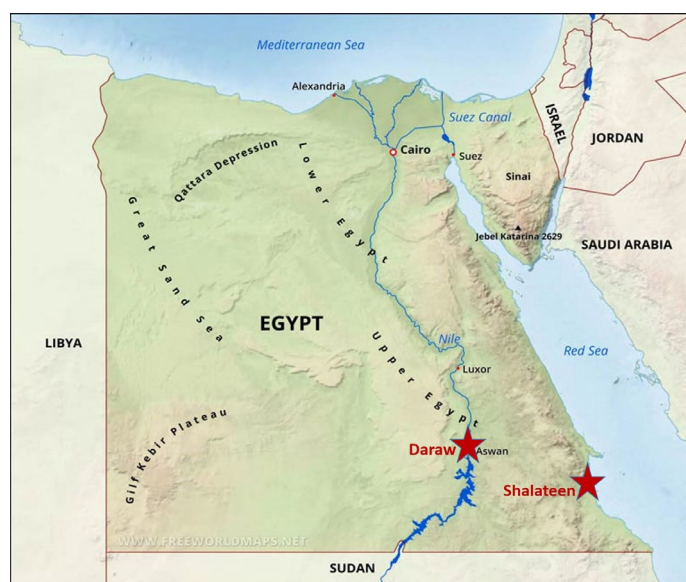 Mediterranean Sea
Alexandria
Suez Canal
ISRAEL
JORDAN
Cairo
Suez
Qattara Depression
Lower Egypt
Sinai
Great Sand Sea
Jebel Katarina 2629
SAUDI ARABIA
EGYPT
LIBYA
Nile
Red Sea
Upper Egypt
Luxor
Gilf Kebir Plateau
Daraw
Aswan
Shalateen
WWW.FREEWORLDMAPS.NET
SUDAN